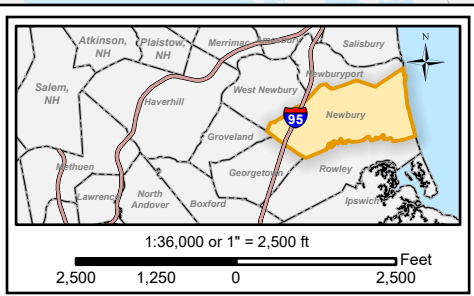 N
Atkinson,
NH
Plaistow,
NH
Merrimac
Amesbury
Salisbury
Salem,
NH
Haverhill
West Newbury
Newburyport
95
Newbury
Groveland
Methuen
Georgetown
Rowley
Lawrence
North
Andover
Boxford
Ipswich
1:36,000 or 1" = 2,500 ft
Feet
2,500 1,250 0 2,500